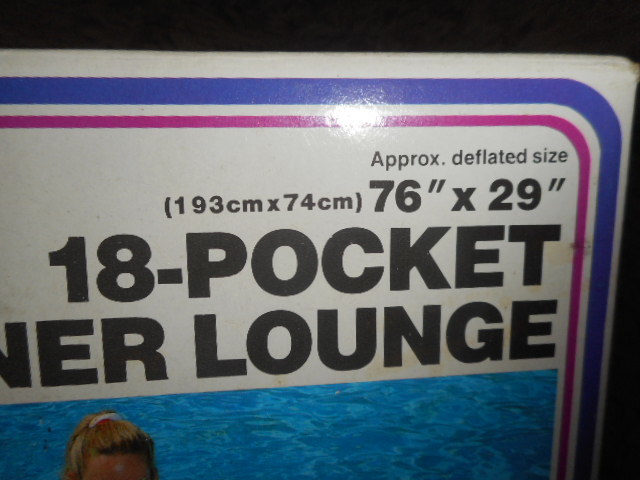 Approx. deflated size
(193cm x 74cm) 76" x 29"
18-POCKET
NER LOUNGE